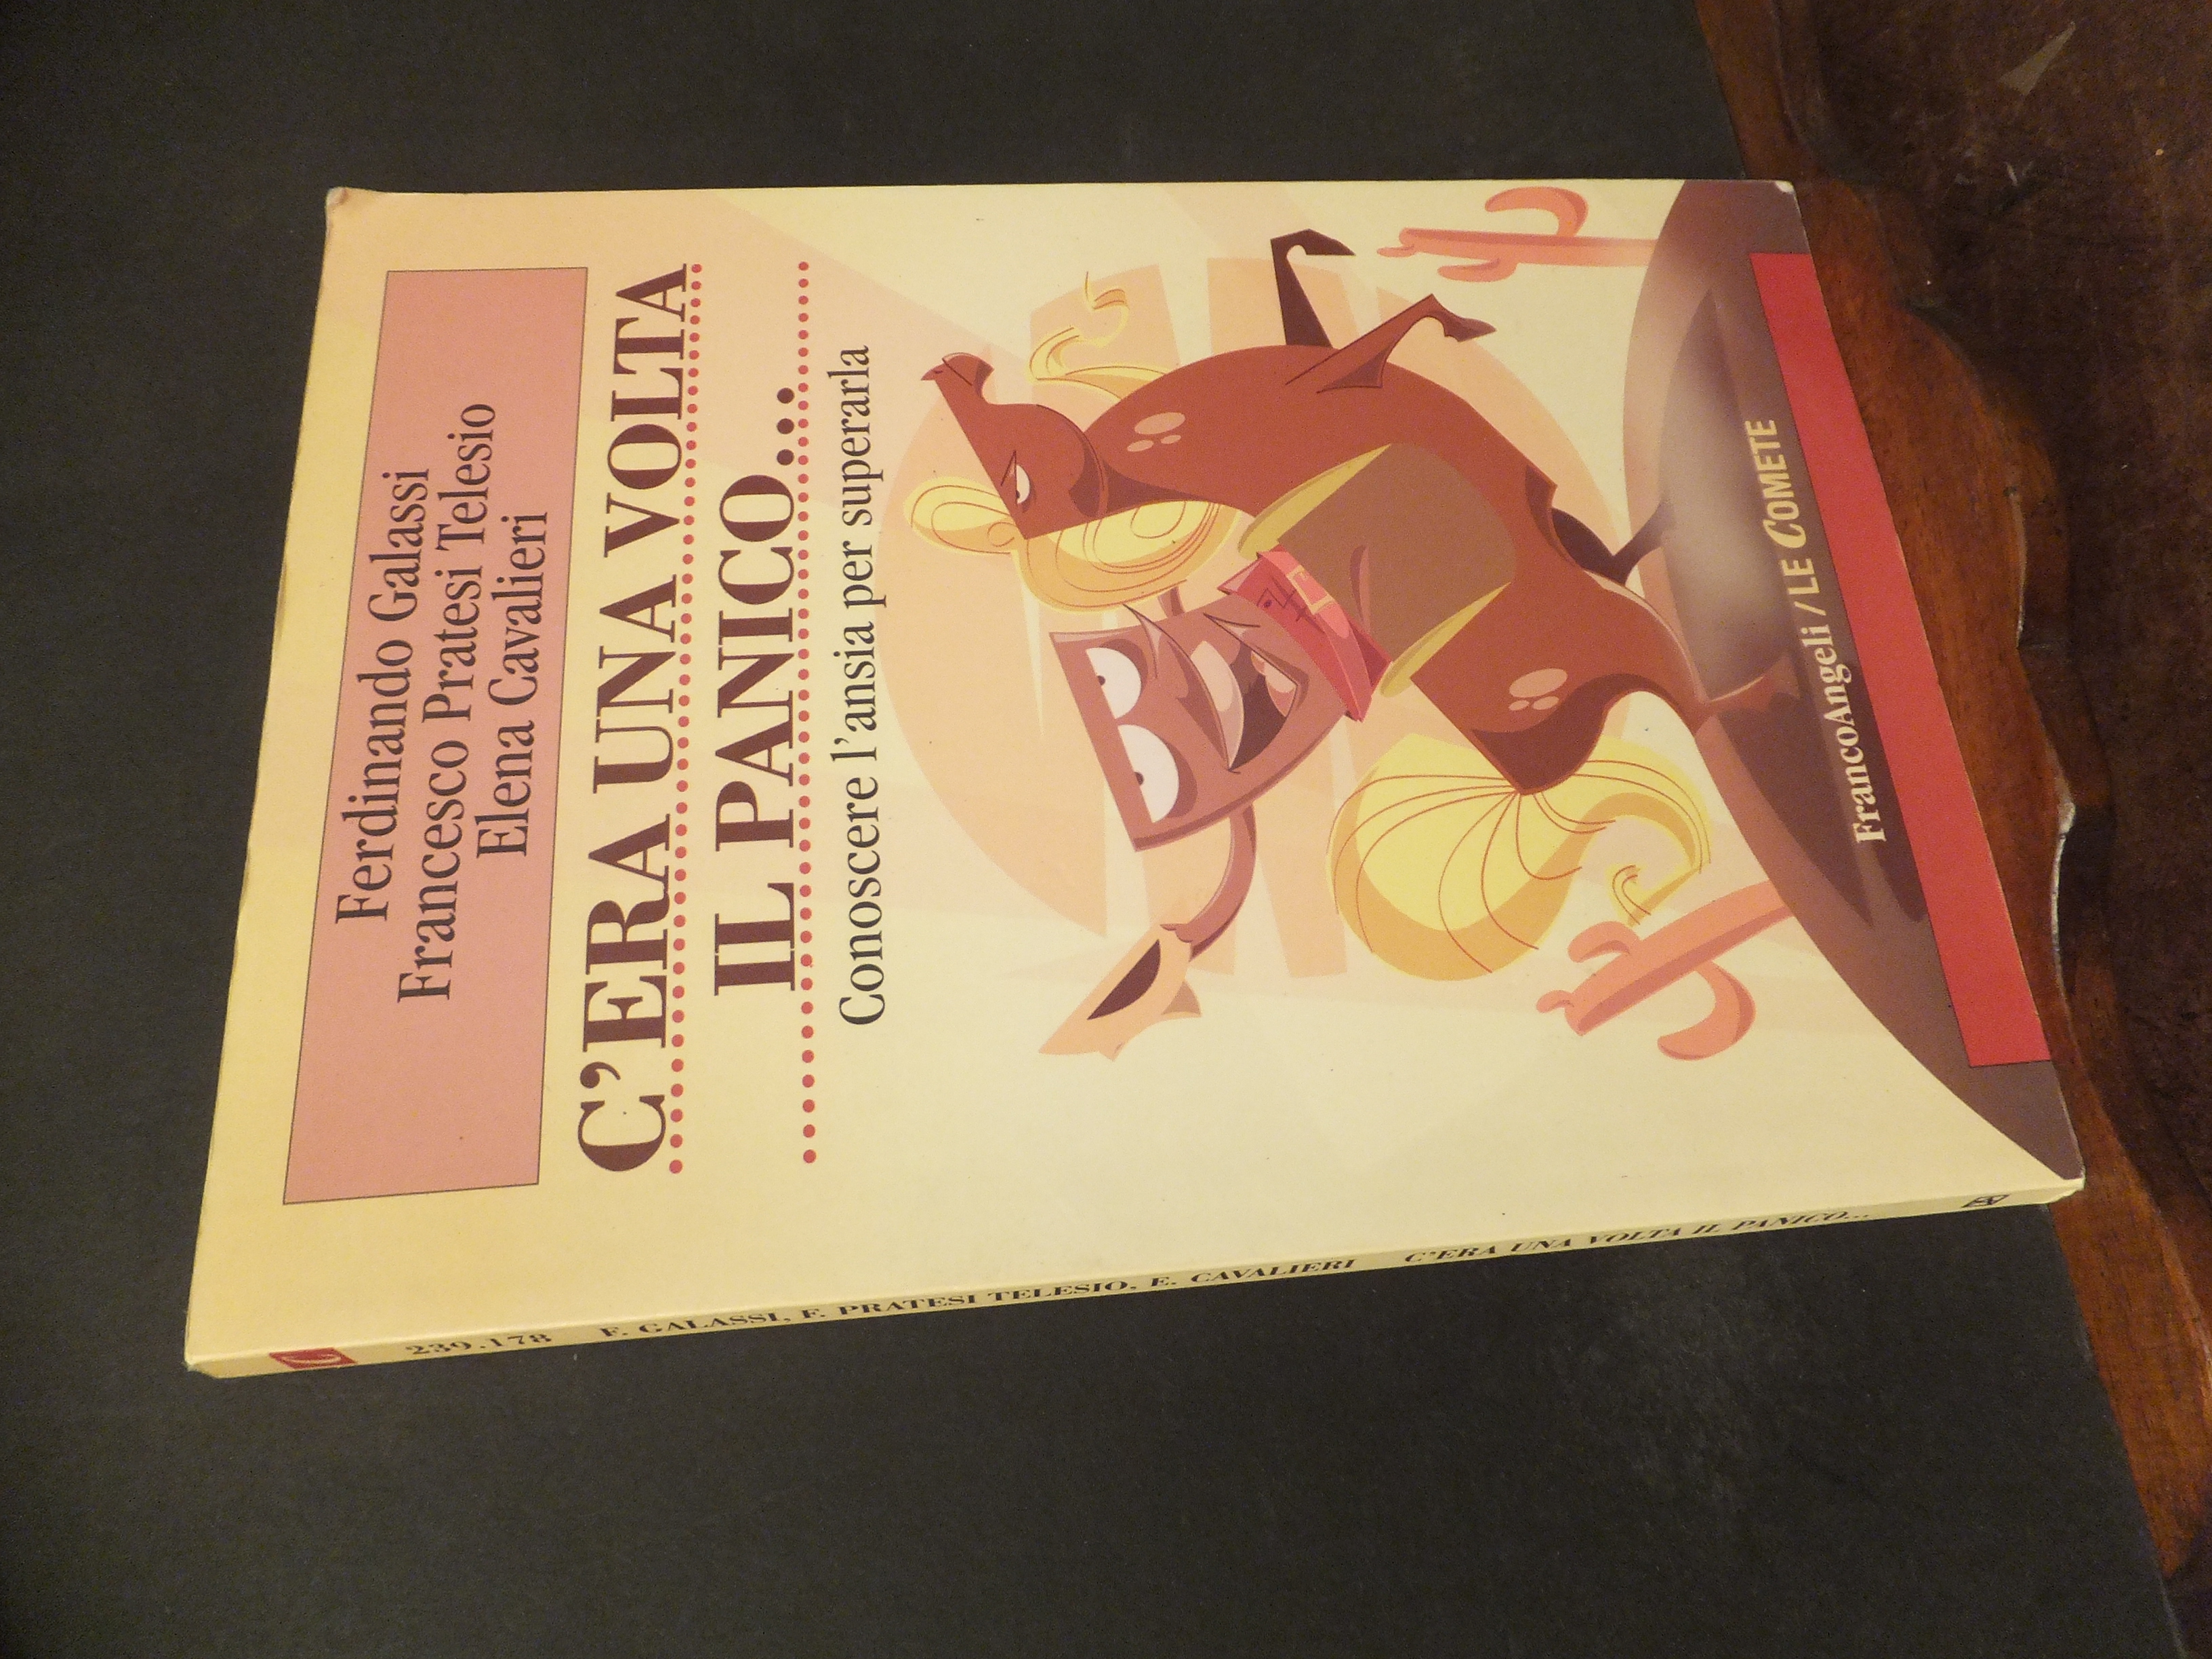 Ferdinando Galassi
Francesco Pratesi Telesio
Elena Cavalieri
C'ERA UNA VOLTA
IL PANICO...
Conoscere l'ansia per superarla
FrancoAngeli / LE COMETE
239.178 F. GALASSI, F. PRATESI TELESIO, E. CAVALIERI C'ERA UNA VOLTA IL PANICO...